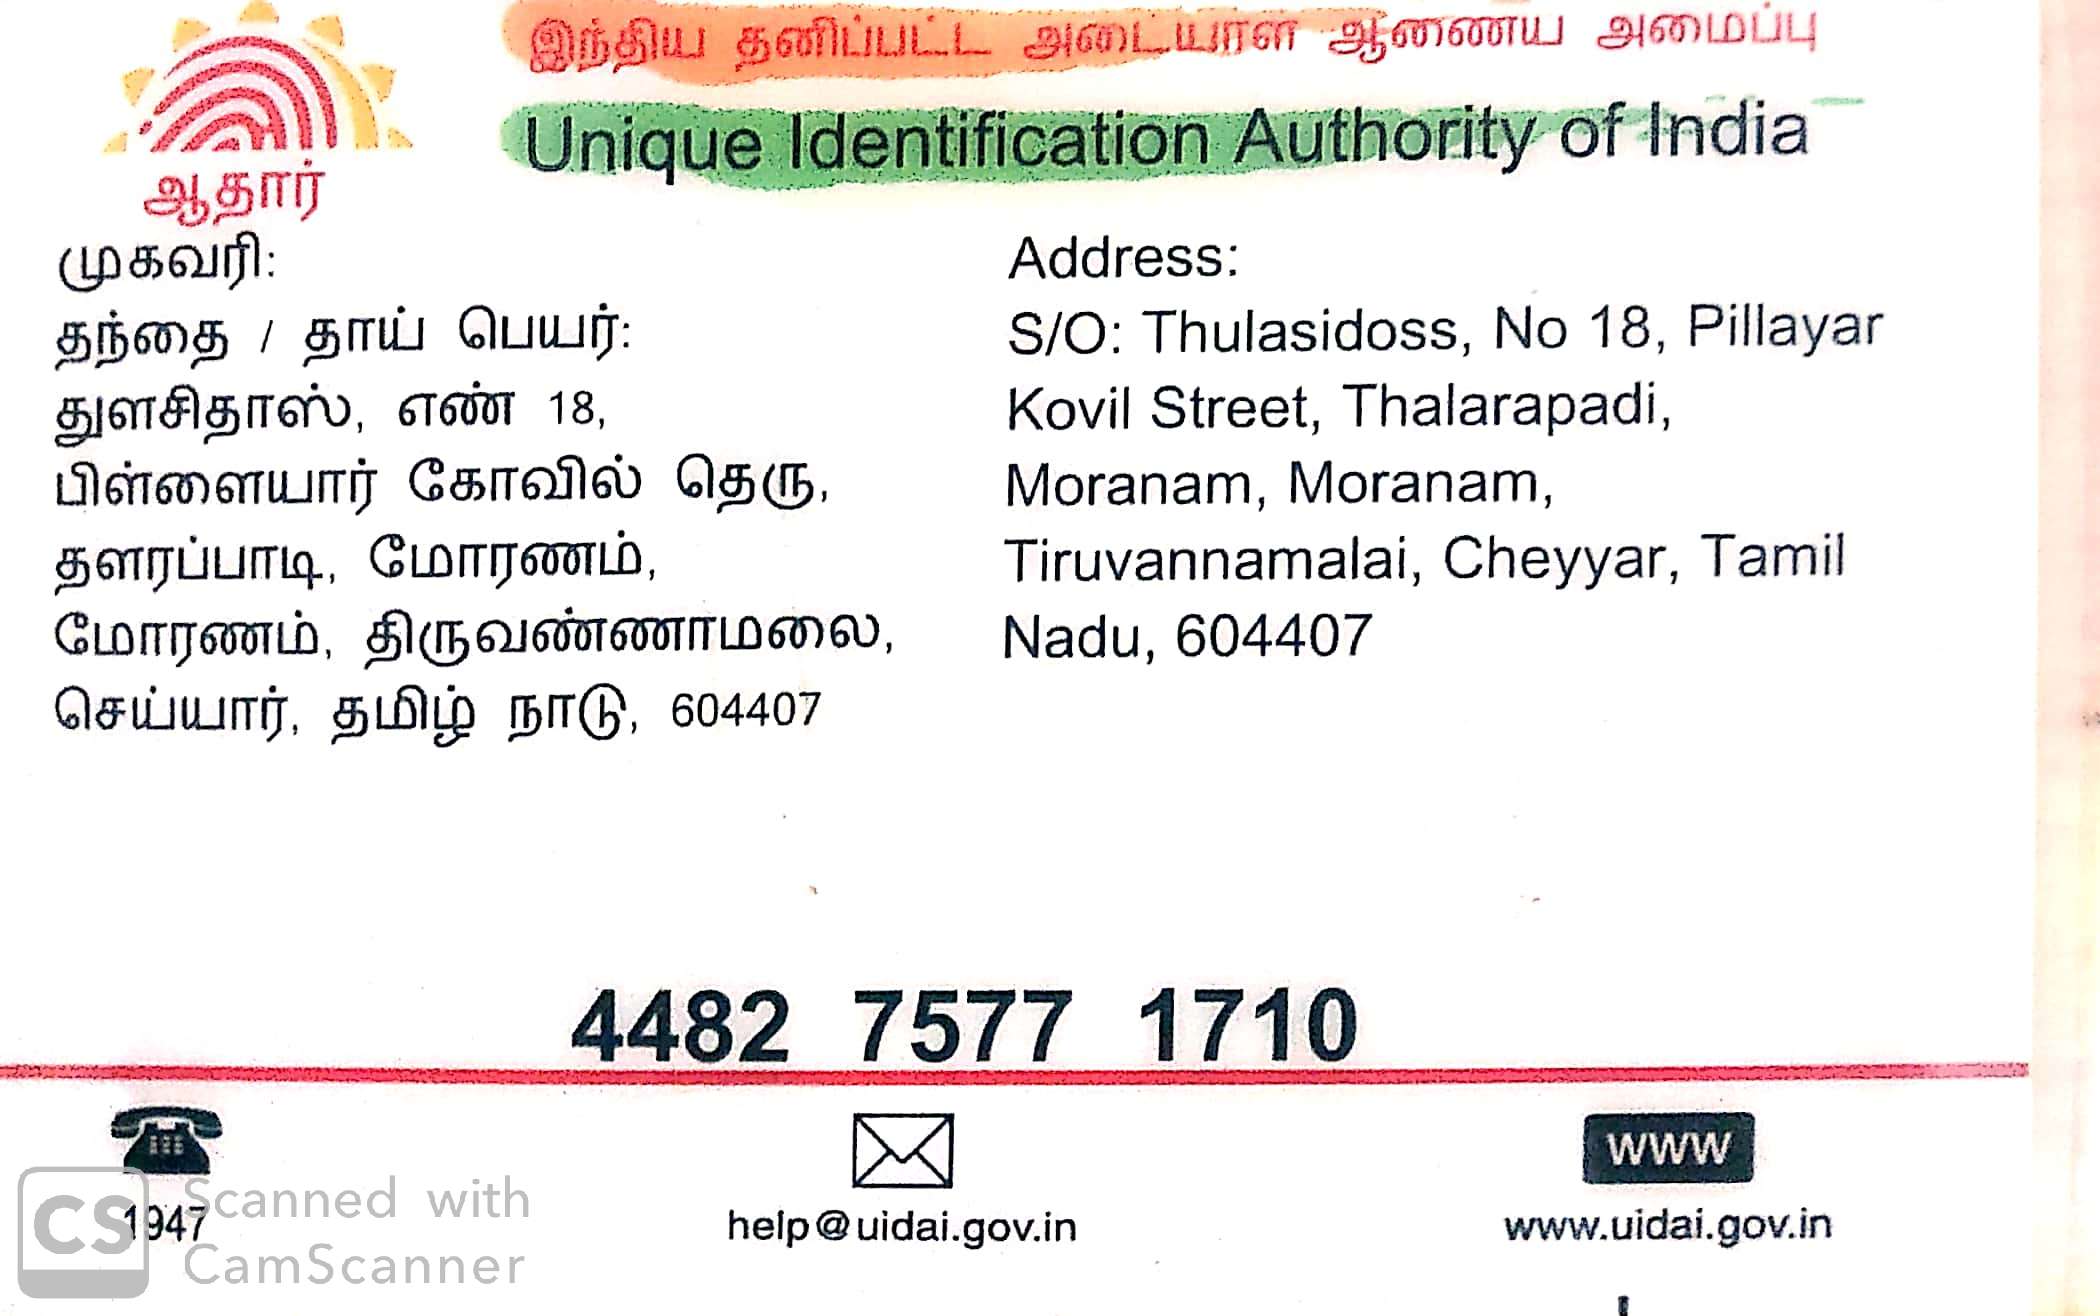 இந்திய தனிப்பட்ட அடையாள ஆணைய அமைப்பு
Unique Identification Authority of India
ஆதார்
முகவரி:
தந்தை / தாய் பெயர்:
துளசிதாஸ், எண் 18,
பிள்ளையார் கோவில் தெரு,
தளரப்பாடி, மோரணம்,
மோரணம், திருவண்ணாமலை,
செய்யார், தமிழ் நாடு, 604407
Address:
S/O: Thulasidoss, No 18, Pillayar
Kovil Street, Thalarapadi,
Moranam, Moranam,
Tiruvannamalai, Cheyyar, Tamil
Nadu, 604407
4482 7577 1710
1947
help@uidai.gov.in
www
www.uidai.gov.in
CS
Scanned with
CamScanner